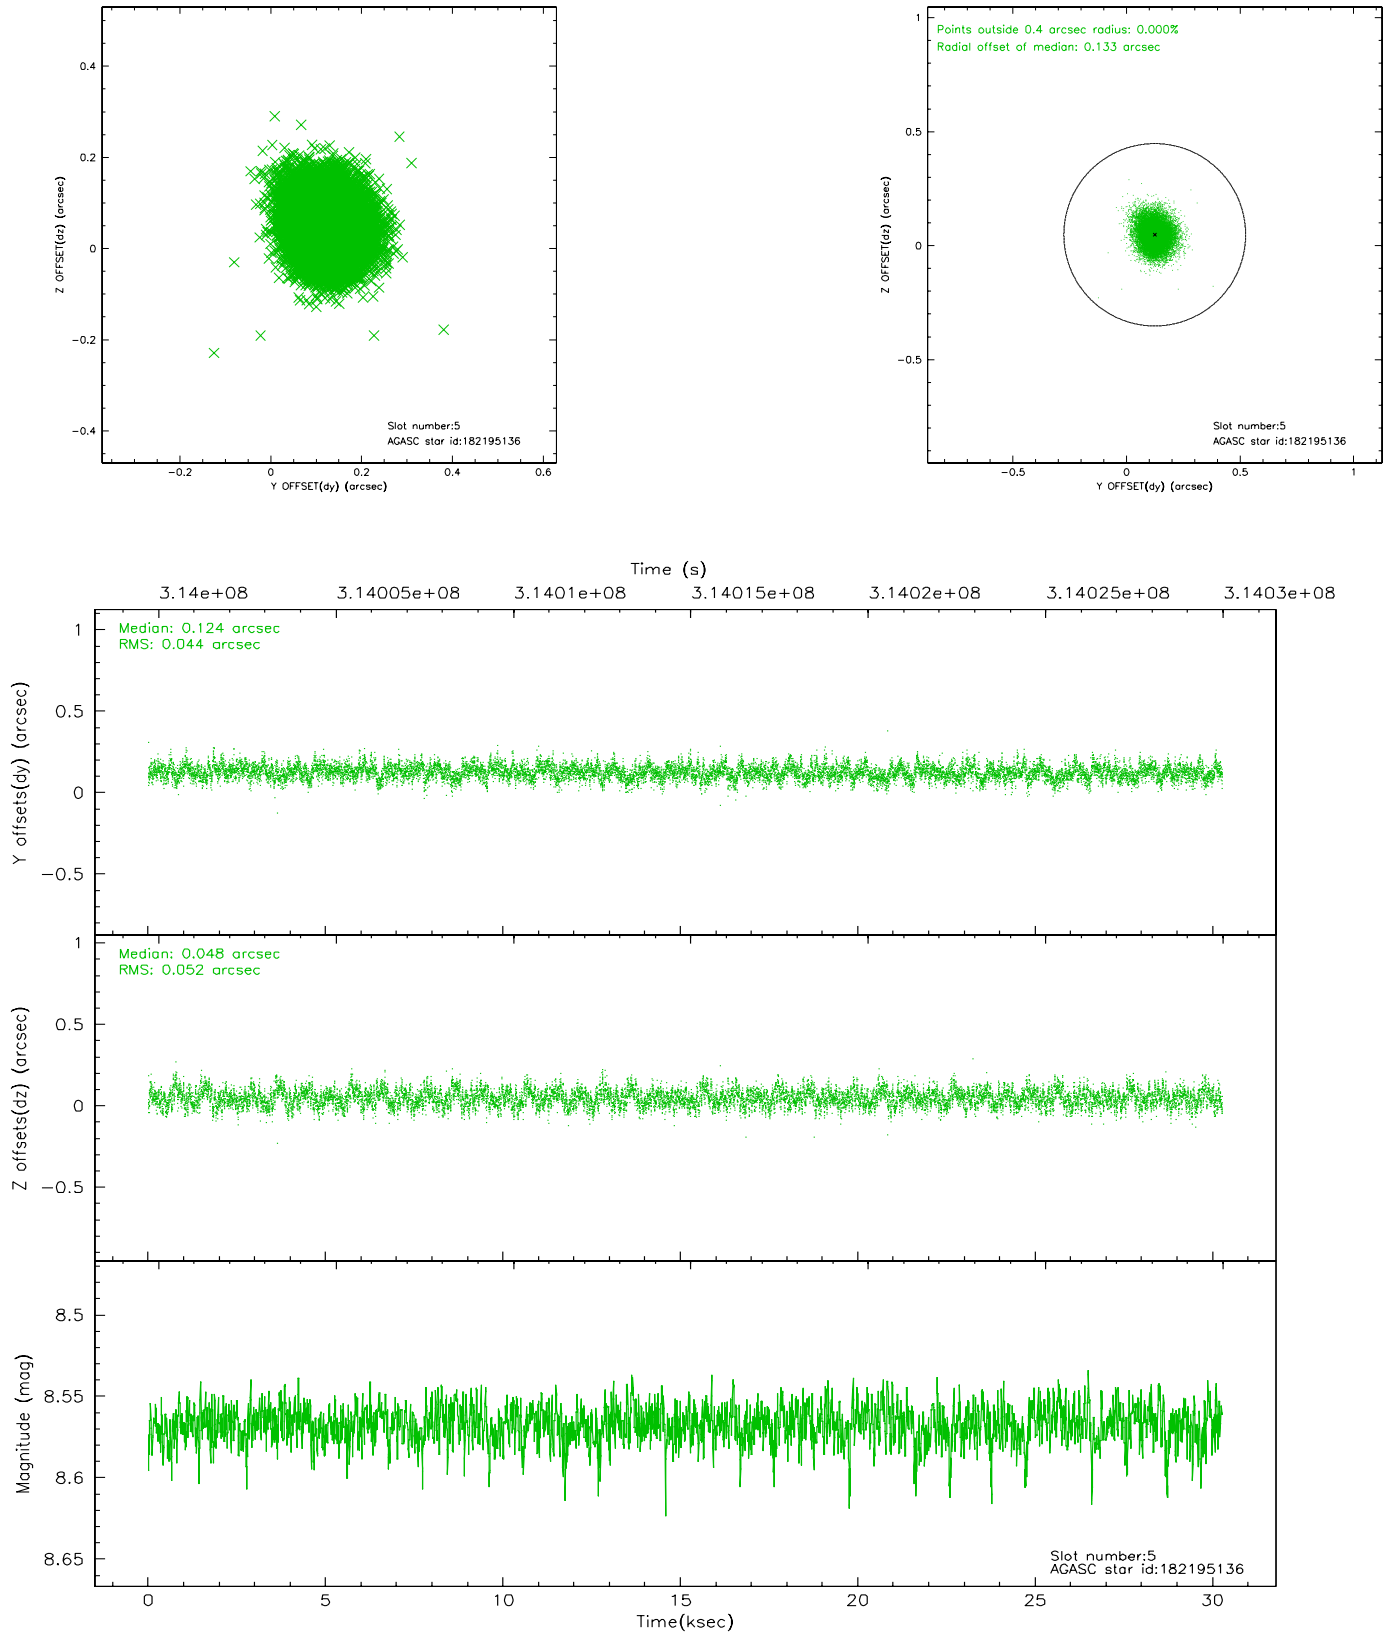 0.4
0.2
0
−0.2
−0.4
Z OFFSET(dz) (arcsec)
Slot number:5
AGASC star id:182195136
−0.2
0
0.2
0.4
0.6
Y OFFSET(dy) (arcsec)
Points outside 0.4 arcsec radius: 0.000%
Radial offset of median: 0.133 arcsec
1
0.5
0
−0.5
Z OFFSET(dz) (arcsec)
Slot number:5
AGASC star id:182195136
−0.5
0
0.5
1
Y OFFSET(dy) (arcsec)
Time (s)
3.14e+08
3.14005e+08
3.1401e+08
3.14015e+08
3.1402e+08
3.14025e+08
3.1403e+08
Median: 0.124 arcsec
RMS: 0.044 arcsec
1
0.5
0
−0.5
Y offsets(dy) (arcsec)
Median: 0.048 arcsec
RMS: 0.052 arcsec
1
0.5
0
−0.5
Z offsets(dz) (arcsec)
8.5
8.55
8.6
8.65
Magnitude (mag)
Slot number:5
AGASC star id:182195136
0
5
10
15
20
25
30
Time(ksec)